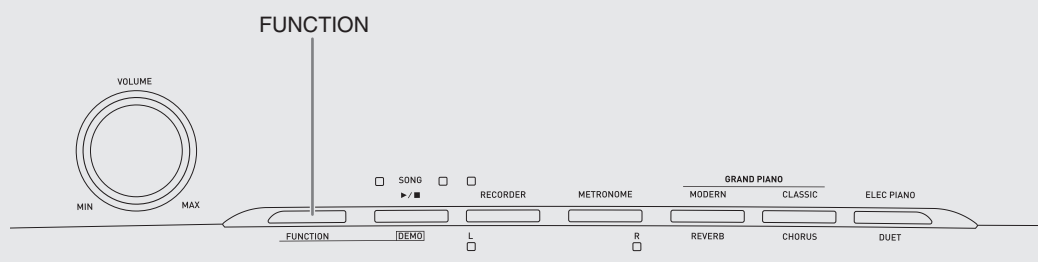 FUNCTION
VOLUME
MIN MAX
SONG
▶/■ RECORDER METRONOME
GRAND PIANO
MODERN CLASSIC ELEC PIANO
FUNCTION DEMO L R REVERB CHORUS DUET